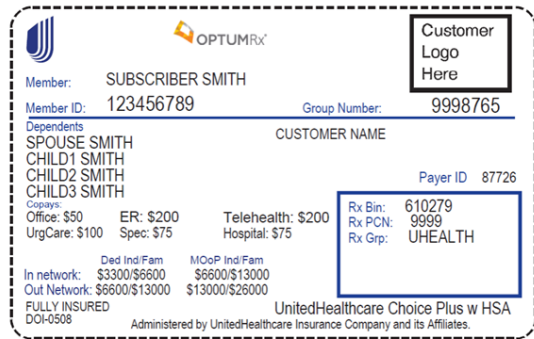 OPTUMRx®
Customer
Logo
Here
Member: SUBSCRIBER SMITH
Member ID: 123456789 Group Number: 9998765
Dependents
SPOUSE SMITH
CHILD1 SMITH
CHILD2 SMITH
CHILD3 SMITH
CUSTOMER NAME
Payer ID 87726
Copays:
Office: $50 ER: $200 Telehealth: $200
UrgCare: $100 Spec: $75 Hospital: $75
Rx Bin: 610279
Rx PCN: 9999
Rx Grp: UHEALTH
Ded Ind/Fam MOoP Ind/Fam
In network: $3300/$6600 $6600/$13000
Out Network: $6600/$13000 $13000/$26000
FULLY INSURED UnitedHealthcare Choice Plus w HSA
DOI-0508 Administered by UnitedHealthcare Insurance Company and its Affiliates.